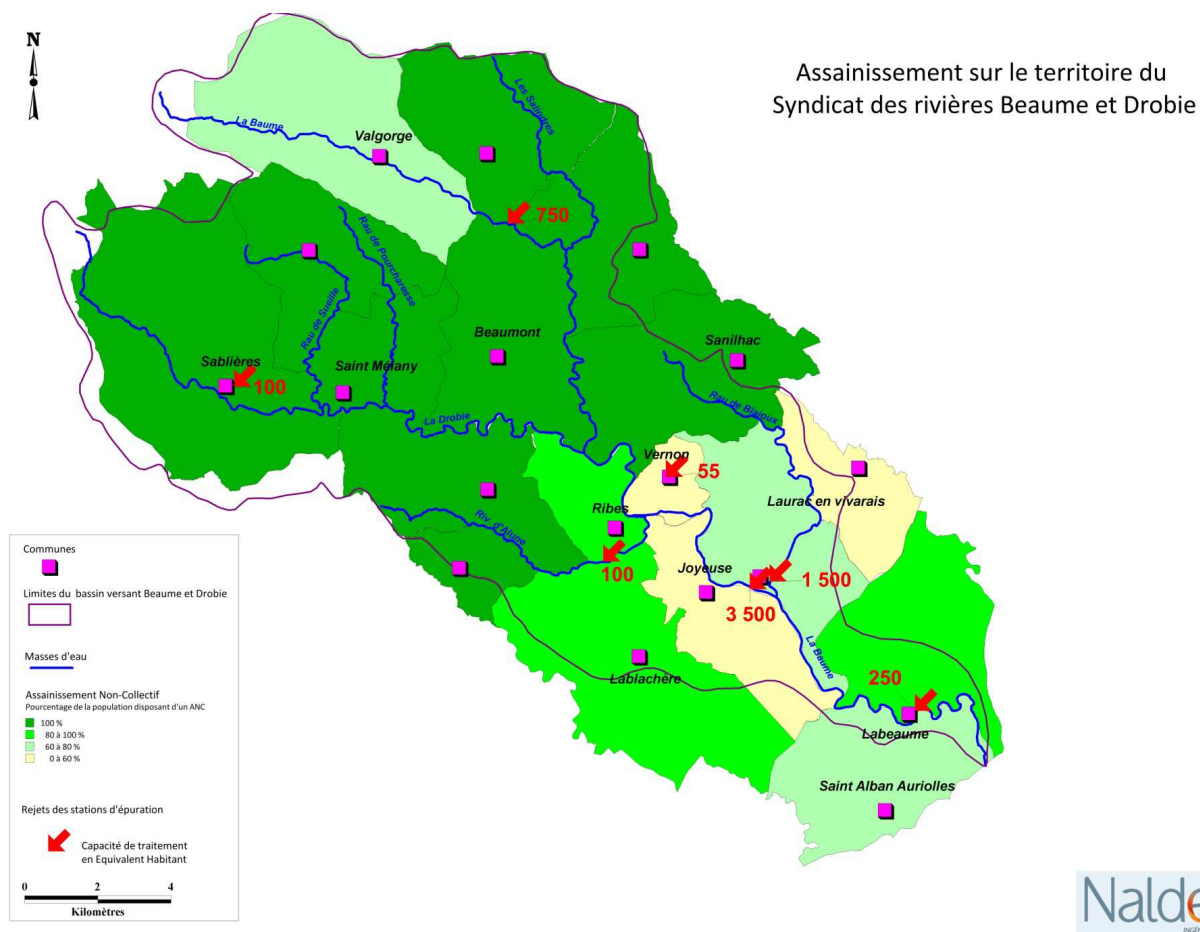 N
Assainissement sur le territoire du
Syndicat des rivières Beaume et Drobie
Les Salindres
La Baume
Valgorge
750
Rau de Pourcharesse
Rau de Sueille
Beaumont
Sanilhac
Sablières
100
Saint Mélany
La Drobie
Rau de Blajoux
Vernon
55
Laurac en vivarais
Ribes
Riv. d'Alune
100
Joyeuse
1 500
3 500
La Baume
Lablachère
250
Labeaume
Saint Alban Auriolles
Communes
Limites du bassin versant Beaume et Drobie
Masses d'eau
Assainissement Non-Collectif
Pourcentage de la population disposant d'un ANC
100 %
80 à 100 %
60 à 80 %
0 à 60 %
Rejets des stations d'épuration
Capacité de traitement
en Equivalent Habitant
0 2 4
Kilomètres